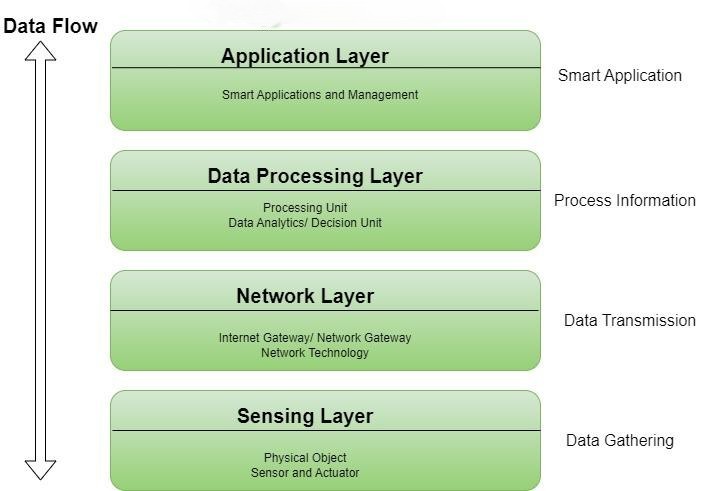 Data Flow
Application Layer
Smart Applications and Management
Smart Application
Data Processing Layer
Processing Unit
Data Analytics/ Decision Unit
Process Information
Network Layer
Internet Gateway/ Network Gateway
Network Technology
Data Transmission
Sensing Layer
Physical Object
Sensor and Actuator
Data Gathering